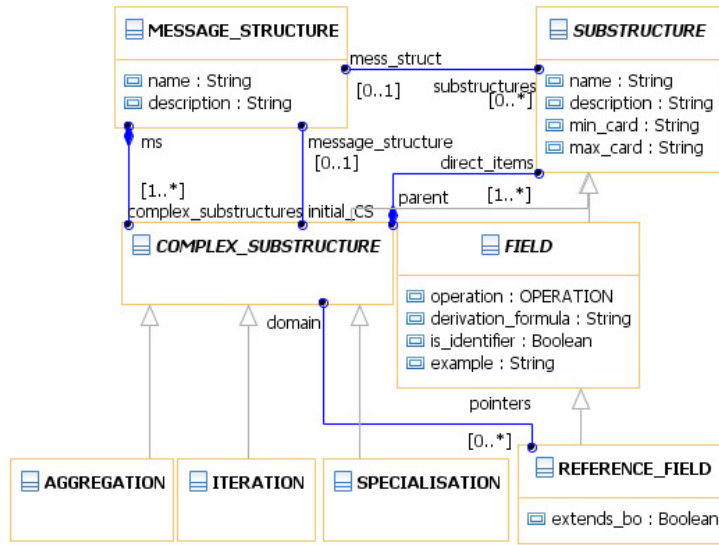 MESSAGE_STRUCTURE
name : String
description : String
SUBSTRUCTURE
name : String
description : String
min_card : String
max_card : String
mess_struct
[0..1]
substructures
[0..*]
ms
message_structure
[0..1]
direct_items
[1..*]
parent
[1..*]
complex_substructures
initial_CS
COMPLEX_SUBSTRUCTURE
FIELD
operation : OPERATION
derivation_formula : String
is_identifier : Boolean
example : String
domain
pointers
[0..*]
AGGREGATION
ITERATION
SPECIALISATION
REFERENCE_FIELD
extends_bo : Boolean